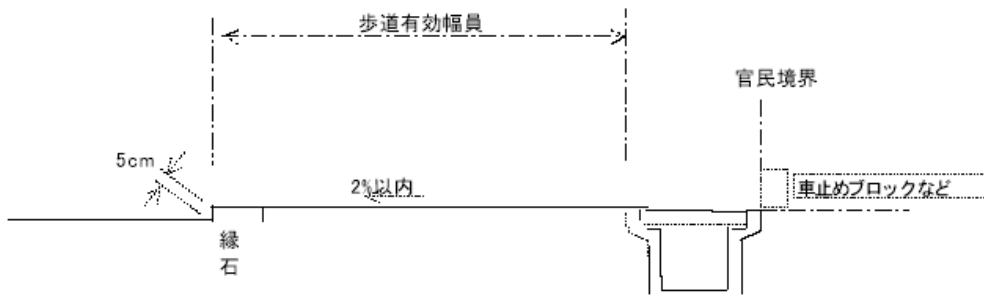 歩道有効幅員
官民境界
5cm
2%以内
車止めブロックなど
縁
石